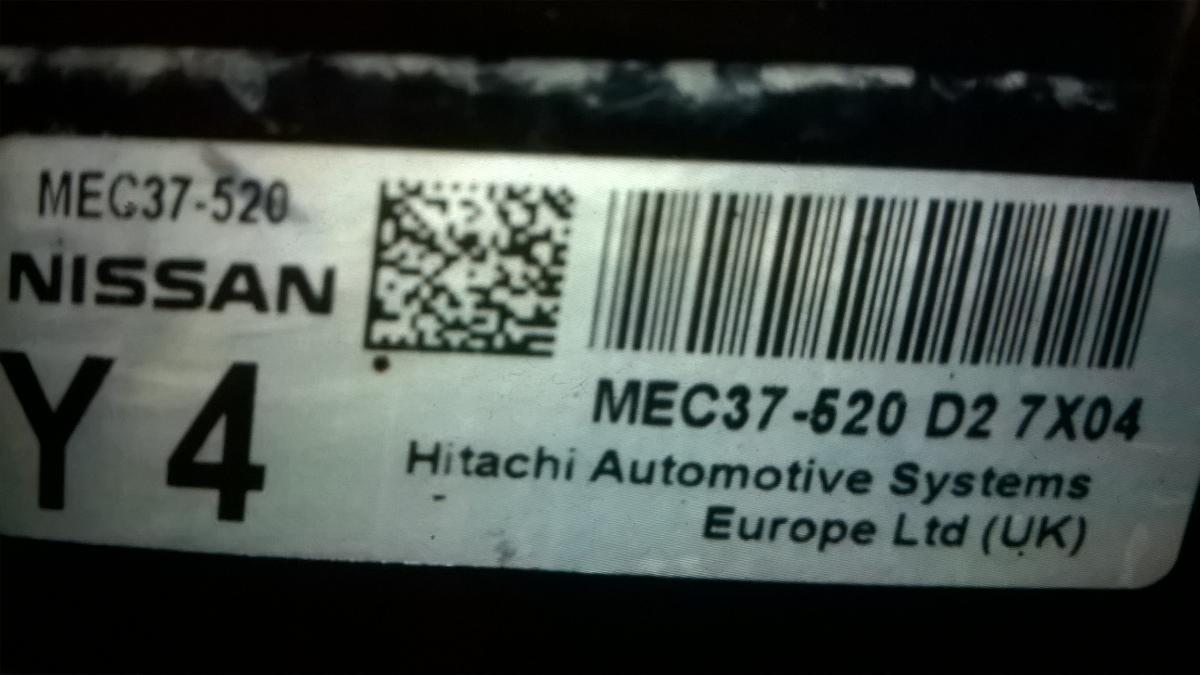 MEC37-520
NISSAN
Y 4
MEC37-520 D2 7X04
Hitachi Automotive Systems
Europe Ltd (UK)